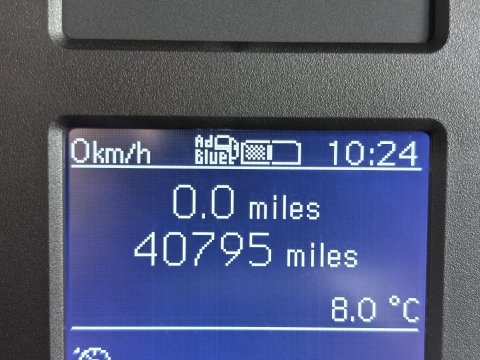 0km/h AdBlue 10:24
0.0 miles
40795 miles
8.0 °C